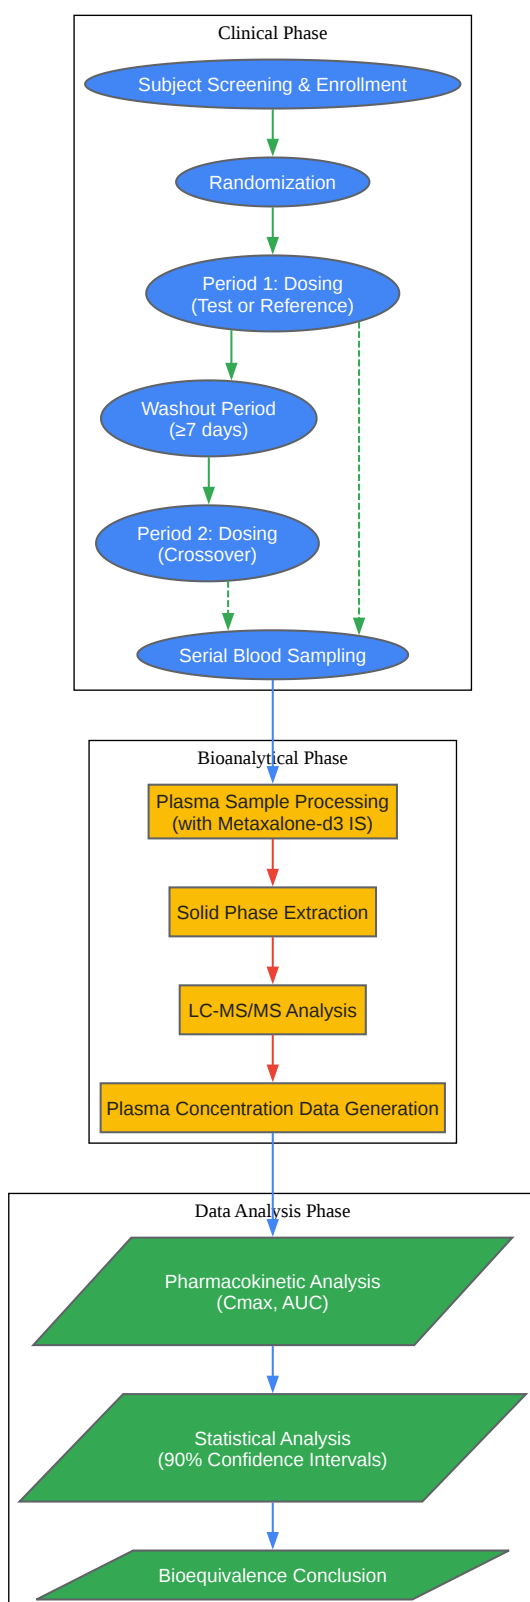 Clinical Phase
Subject Screening & Enrollment
Randomization
Period 1: Dosing
(Test or Reference)
Washout Period
(≥7 days)
Period 2: Dosing
(Crossover)
Serial Blood Sampling
Bioanalytical Phase
Plasma Sample Processing
(with Metaxalone-d3 IS)
Solid Phase Extraction
LC-MS/MS Analysis
Plasma Concentration Data Generation
Data Analysis Phase
Pharmacokinetic Analysis
(Cmax, AUC)
Statistical Analysis
(90% Confidence Intervals)
Bioequivalence Conclusion